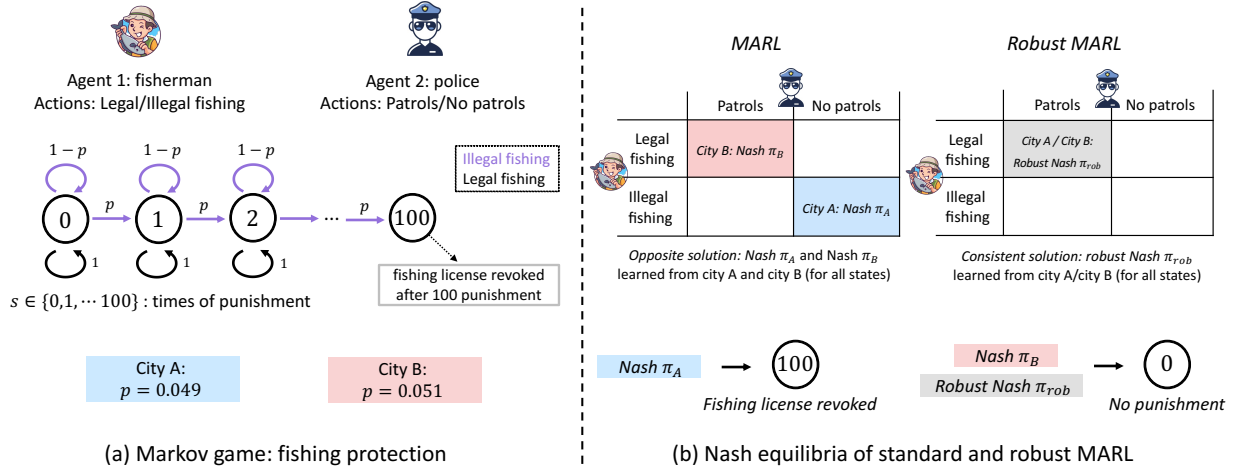 Agent 1: fisherman
Actions: Legal/Illegal fishing
Agent 2: police
Actions: Patrols/No patrols
1 − p
1 − p
1 − p
Illegal fishing
Legal fishing
0
p
1
p
2
...
p
100
1
1
1
fishing license revoked
after 100 punishment
s ∈ {0,1, ⋯ 100} : times of punishment
City A:
p = 0.049
City B:
p = 0.051
(a) Markov game: fishing protection
MARL
Patrols
No patrols
Legal
fishing
City B: Nash π_B
Illegal
fishing
City A: Nash π_A
Opposite solution: Nash π_A and Nash π_B
learned from city A and city B (for all states)
Robust MARL
Patrols
No patrols
Legal
fishing
City A / City B:
Robust Nash π_rob
Illegal
fishing
Consistent solution: robust Nash π_rob
learned from city A/city B (for all states)
Nash π_A
100
Fishing license revoked
Nash π_B
Robust Nash π_rob
0
No punishment
(b) Nash equilibria of standard and robust MARL